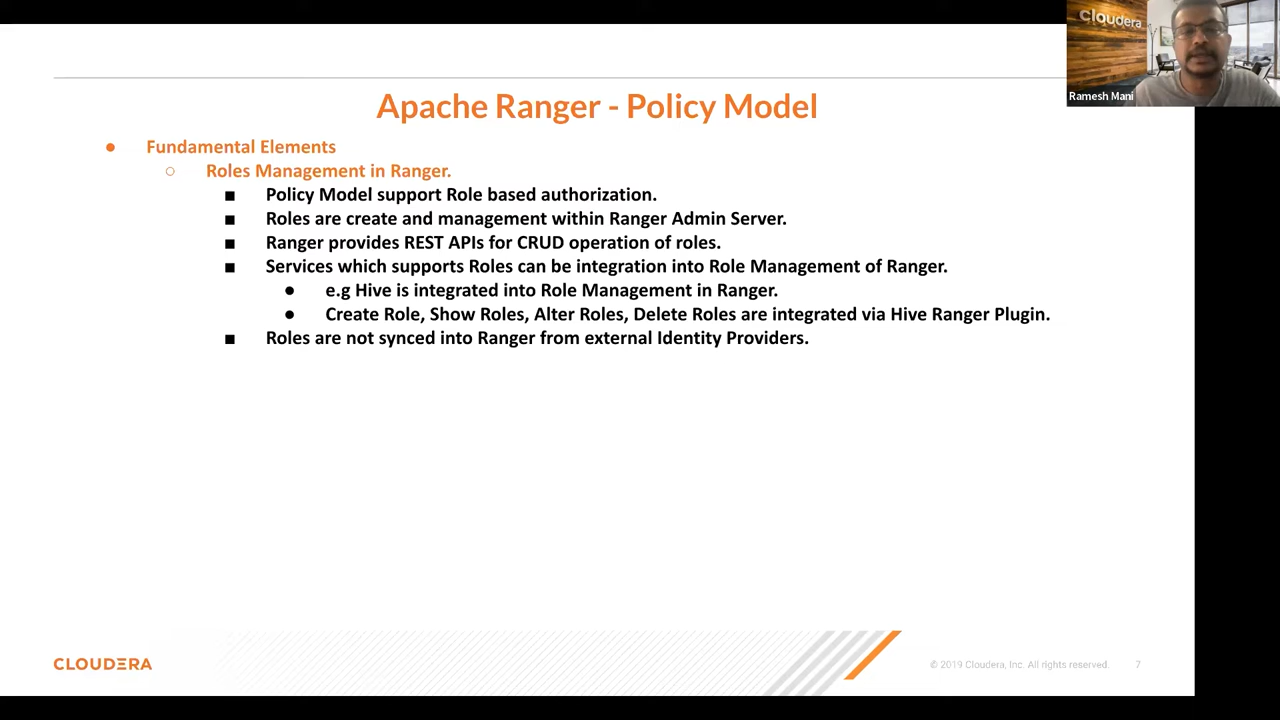 cloudera
Ramesh Mani
Apache Ranger - Policy Model
● Fundamental Elements
○ Roles Management in Ranger.
■ Policy Model support Role based authorization.
■ Roles are create and management within Ranger Admin Server.
■ Ranger provides REST APIs for CRUD operation of roles.
■ Services which supports Roles can be integration into Role Management of Ranger.
● e.g Hive is integrated into Role Management in Ranger.
● Create Role, Show Roles, Alter Roles, Delete Roles are integrated via Hive Ranger Plugin.
■ Roles are not synced into Ranger from external Identity Providers.
CLOUDERA
© 2019 Cloudera, Inc. All rights reserved. 7